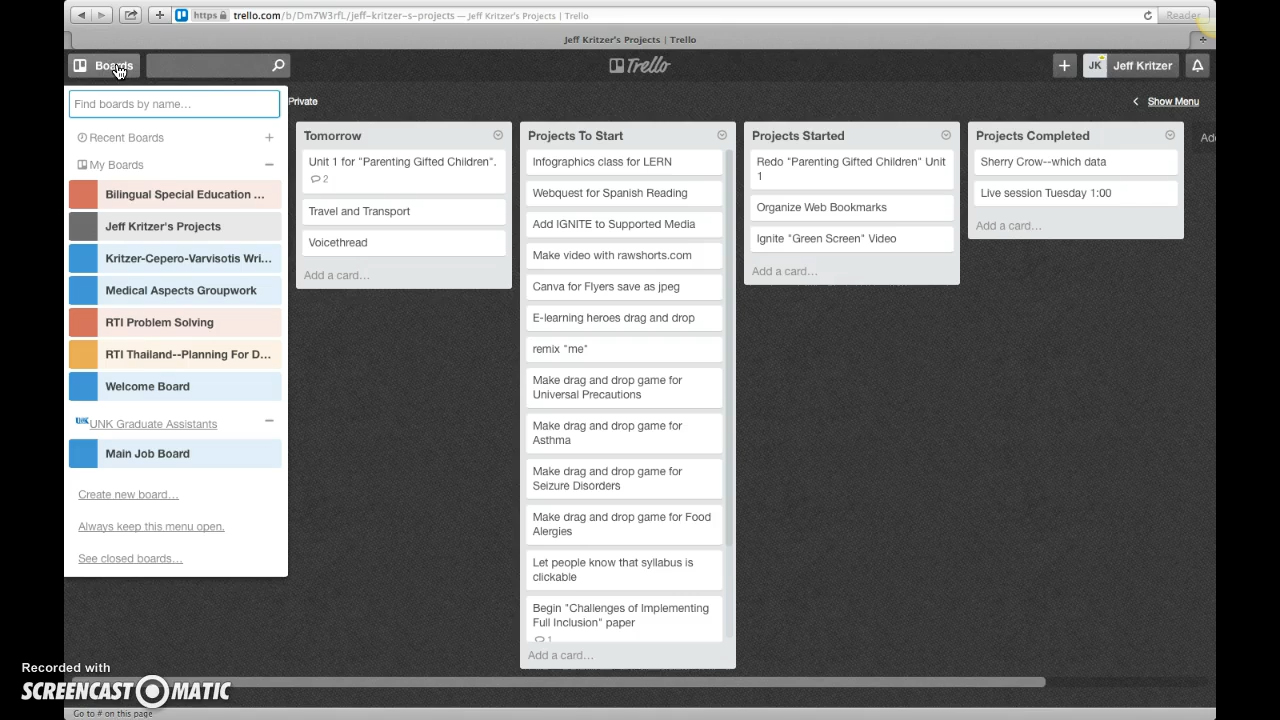 https trello.com/b/Dm7W3rfL/jeff-kritzer-s-projects — Jeff Kritzer's Projects | Trello
Reader
Jeff Kritzer's Projects | Trello
Boards
Trello
JK Jeff Kritzer
Find boards by name…
Recent Boards
My Boards
Bilingual Special Education ...
Jeff Kritzer's Projects
Kritzer-Cepero-Varvisotis Wri...
Medical Aspects Groupwork
RTI Problem Solving
RTI Thailand--Planning For D...
Welcome Board
UNK UNK Graduate Assistants
Main Job Board
Create new board…
Always keep this menu open.
See closed boards…
Private
Show Menu
Tomorrow
Unit 1 for "Parenting Gifted Children".
2
Travel and Transport
Voicethread
Add a card…
Projects To Start
Infographics class for LERN
Webquest for Spanish Reading
Add IGNITE to Supported Media
Make video with rawshorts.com
Canva for Flyers save as jpeg
E-learning heroes drag and drop
remix "me"
Make drag and drop game for
Universal Precautions
Make drag and drop game for
Asthma
Make drag and drop game for
Seizure Disorders
Make drag and drop game for Food
Alergies
Let people know that syllabus is
clickable
Begin "Challenges of Implementing
Full Inclusion" paper
1
Add a card…
Projects Started
Redo "Parenting Gifted Children" Unit
1
Organize Web Bookmarks
Ignite "Green Screen" Video
Add a card…
Projects Completed
Sherry Crow--which data
Live session Tuesday 1:00
Add a card…
Recorded with
SCREENCAST-O-MATIC
Go to # on this page